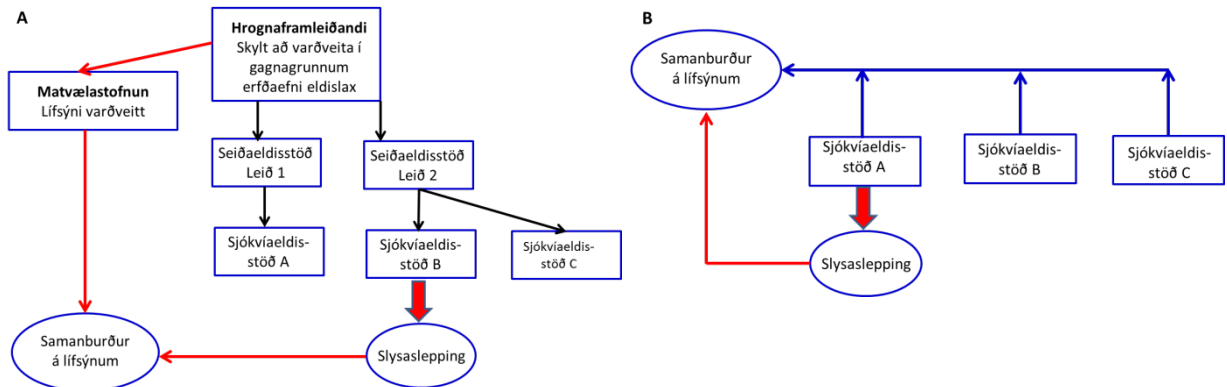 A
Hrognaframleiðandi
Skylt að varðveita í
gagnagrunnum
erfðaefni eldislax
Matvælastofnun
Lífsýni varðveitt
Seiðaeldisstöð
Leið 1
Seiðaeldisstöð
Leið 2
Sjókvíaeldis-
stöð A
Sjókvíaeldis-
stöð B
Sjókvíaeldis-
stöð C
Samanburður
á lífsýnum
Slysaslepping
B
Samanburður
á lífsýnum
Sjókvíaeldis-
stöð A
Sjókvíaeldis-
stöð B
Sjókvíaeldis-
stöð C
Slysaslepping